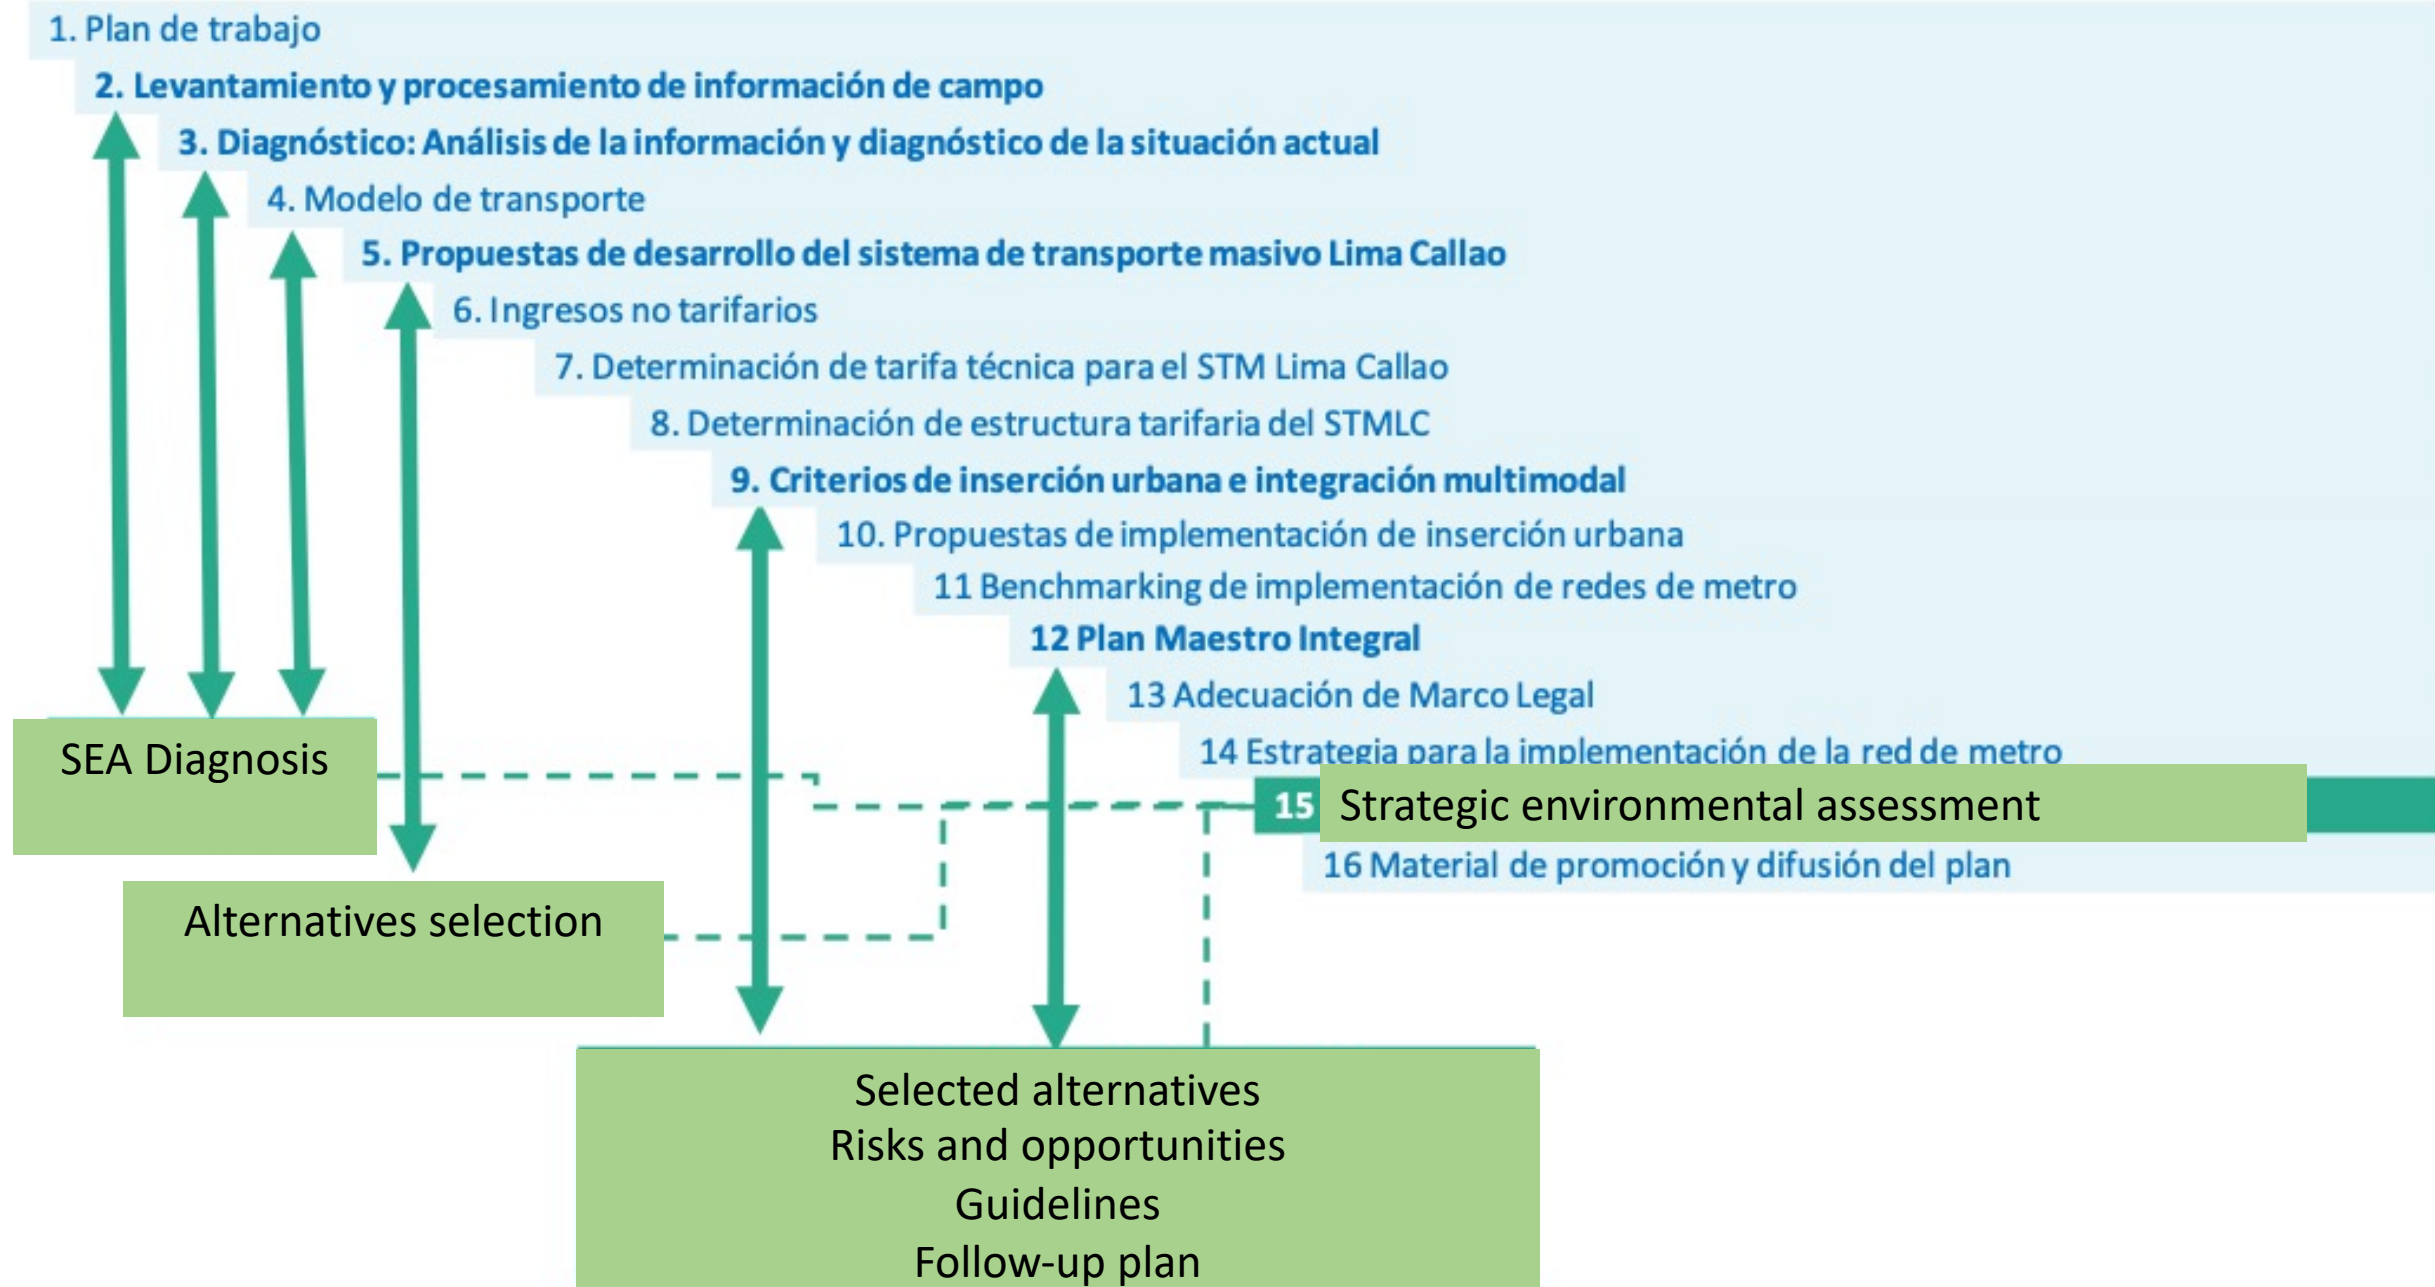 1. Plan de trabajo
2. Levantamiento y procesamiento de información de campo
3. Diagnóstico: Análisis de la información y diagnóstico de la situación actual
4. Modelo de transporte
5. Propuestas de desarrollo del sistema de transporte masivo Lima Callao
6. Ingresos no tarifarios
7. Determinación de tarifa técnica para el STM Lima Callao
8. Determinación de estructura tarifaria del STMLC
9. Criterios de inserción urbana e integración multimodal
10. Propuestas de implementación de inserción urbana
11 Benchmarking de implementación de redes de metro
12 Plan Maestro Integral
13 Adecuación de Marco Legal
14 Estrategia para la implementación de la red de metro
15 Strategic environmental assessment
16 Material de promoción y difusión del plan
SEA Diagnosis
Alternatives selection
Selected alternatives
Risks and opportunities
Guidelines
Follow-up plan